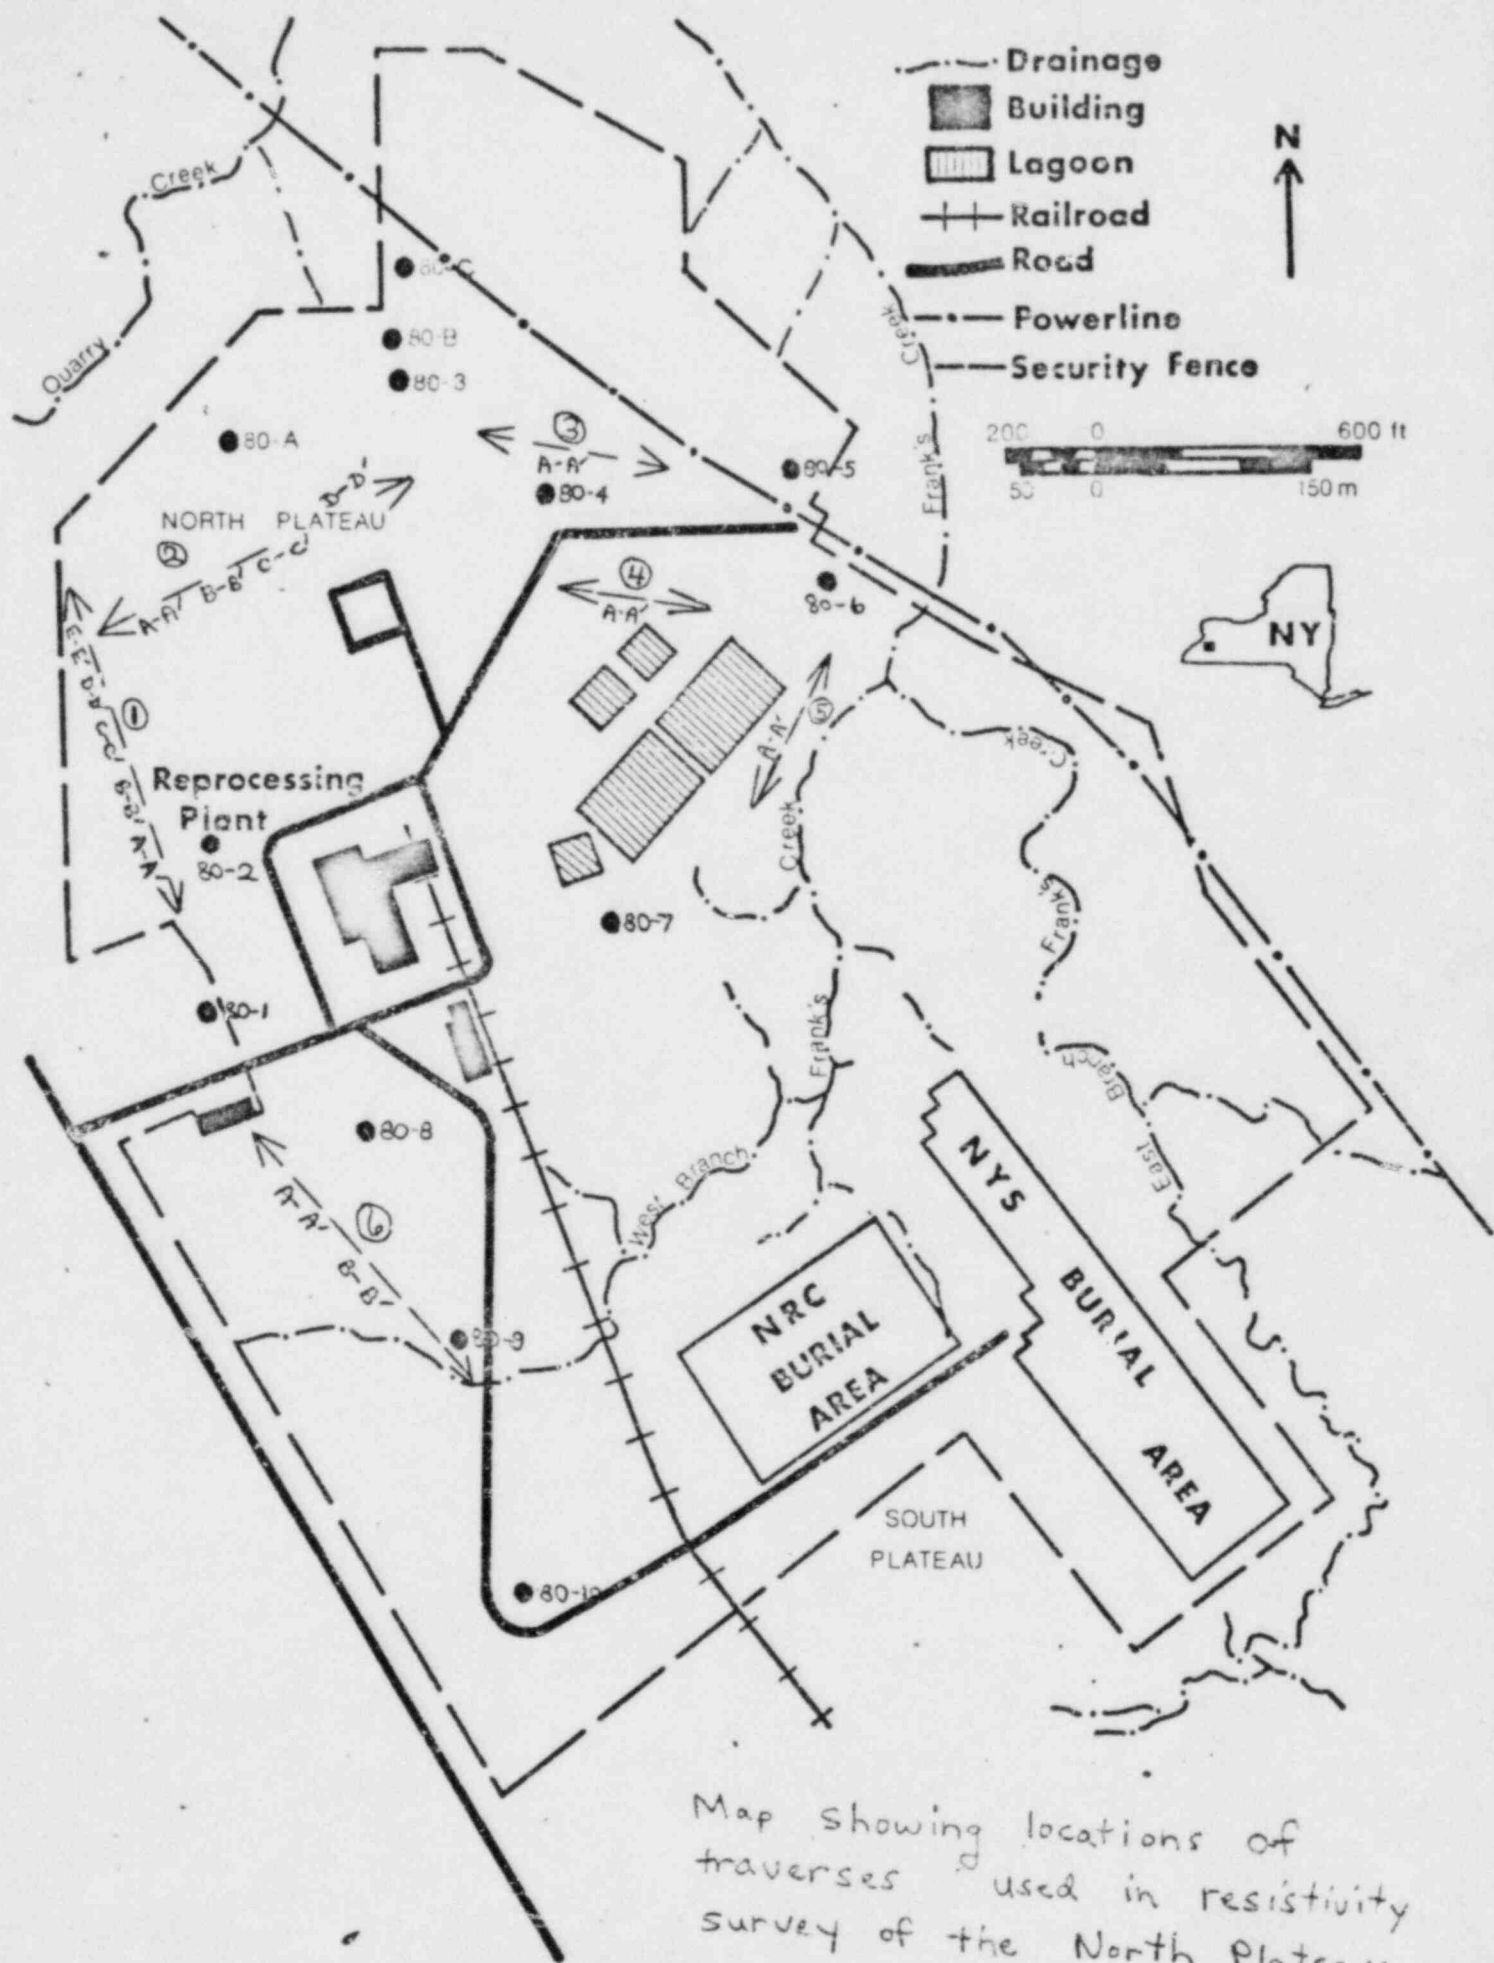 Drainage
Building
Lagoon
Railroad
Road
Powerline
Security Fence
N
200 0 600 ft
50 0 150 m
NY
Quarry Creek
80-C
80-B
80-3
80-A
③
A-A'
80-4
80-5
Frank's Creek
NORTH PLATEAU
②
A-A' B-B' C-C' D-D'
④
A-A'
80-6
①
E-E' D-D' C-C' B-B' A-A'
⑤
A-A'
Reprocessing
Plant
80-2
80-7
Frank's Creek
Frank's Creek
80-1
80-8
West Branch
East Branch
⑥
A-A'
B-B'
80-9
NRC
BURIAL
AREA
NYS BURIAL AREA
SOUTH
PLATEAU
80-10
Map showing locations of
traverses used in resistivity
survey of the North Plateau